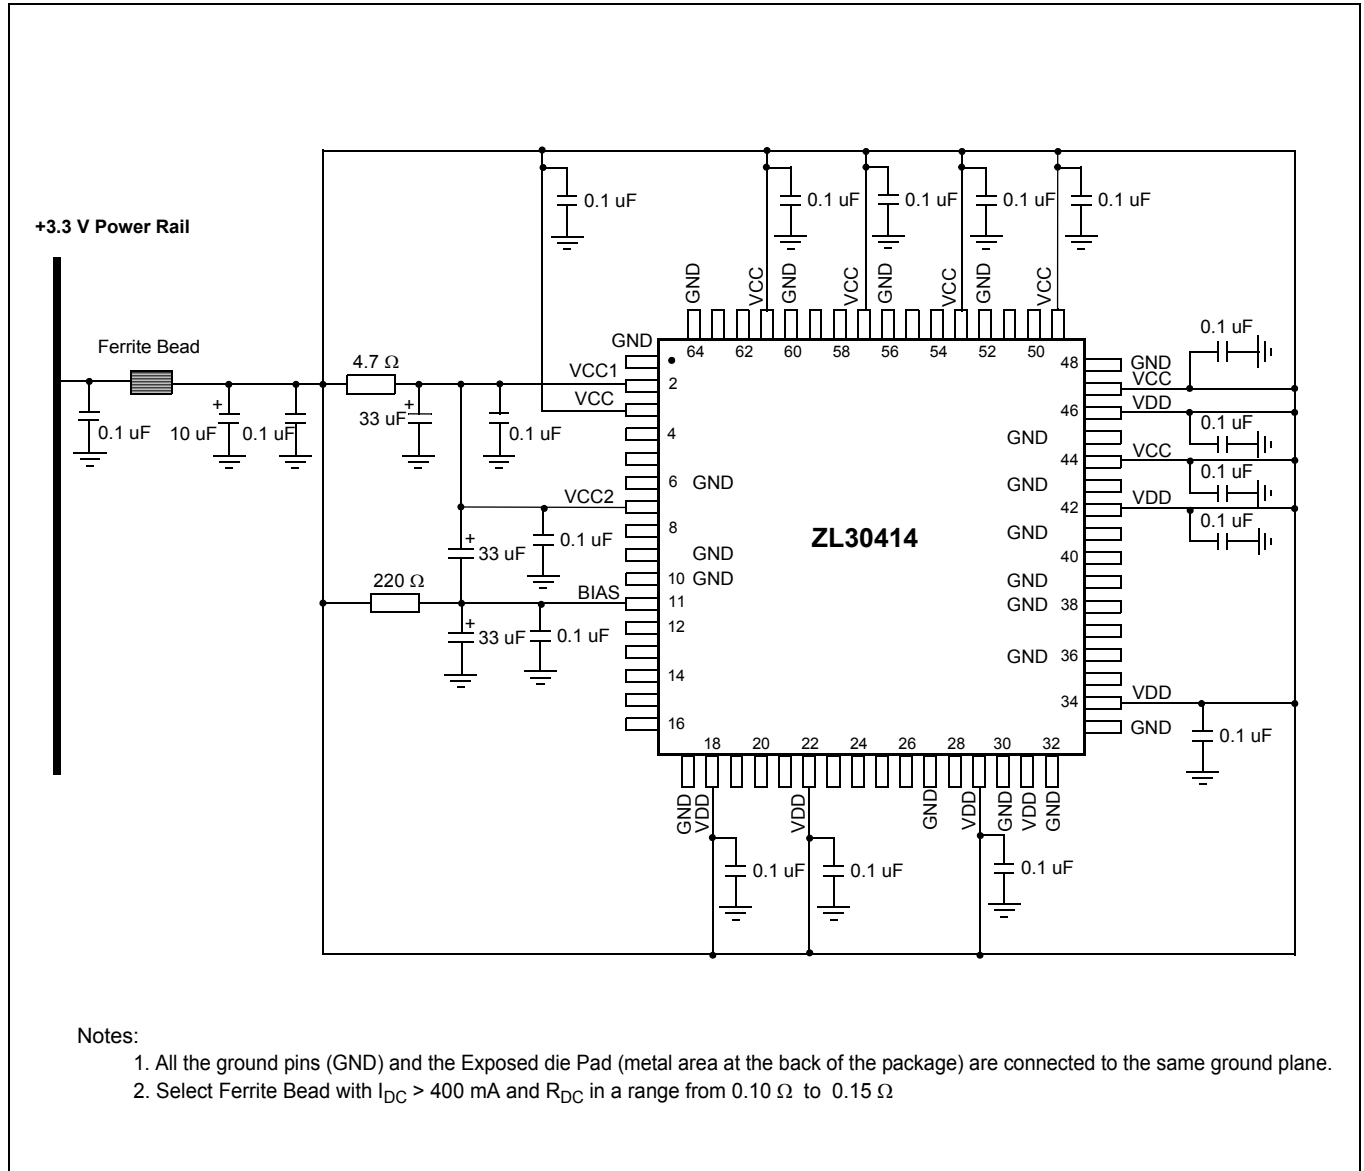 0.1 uF
0.1 uF 0.1 uF 0.1 uF 0.1 uF
+3.3 V Power Rail
GND VCC GND VCC GND VCC GND VCC
64 62 60 58 56 54 52 50
0.1 uF
Ferrite Bead
4.7 Ω
GND
VCC1
VCC
2
4
48
GND
VCC
46
VDD
0.1 uF
+
10 uF
0.1 uF
+
33 uF
0.1 uF
0.1 uF
GND
44
VCC
0.1 uF
6 GND
VCC2
GND
42
VDD
0.1 uF
8
ZL30414
GND
+
33 uF
0.1 uF
GND
40
10 GND
220 Ω
BIAS
11
GND
GND 38
+
33 uF
0.1 uF
12
14
GND 36
34
VDD
16
GND
0.1 uF
18 20 22 24 26 28 30 32
GND VDD VDD GND VDD GND VDD GND
0.1 uF 0.1 uF 0.1 uF
Notes:
1. All the ground pins (GND) and the Exposed die Pad (metal area at the back of the package) are connected to the same ground plane.
2. Select Ferrite Bead with IDC > 400 mA and RDC in a range from 0.10 Ω to 0.15 Ω